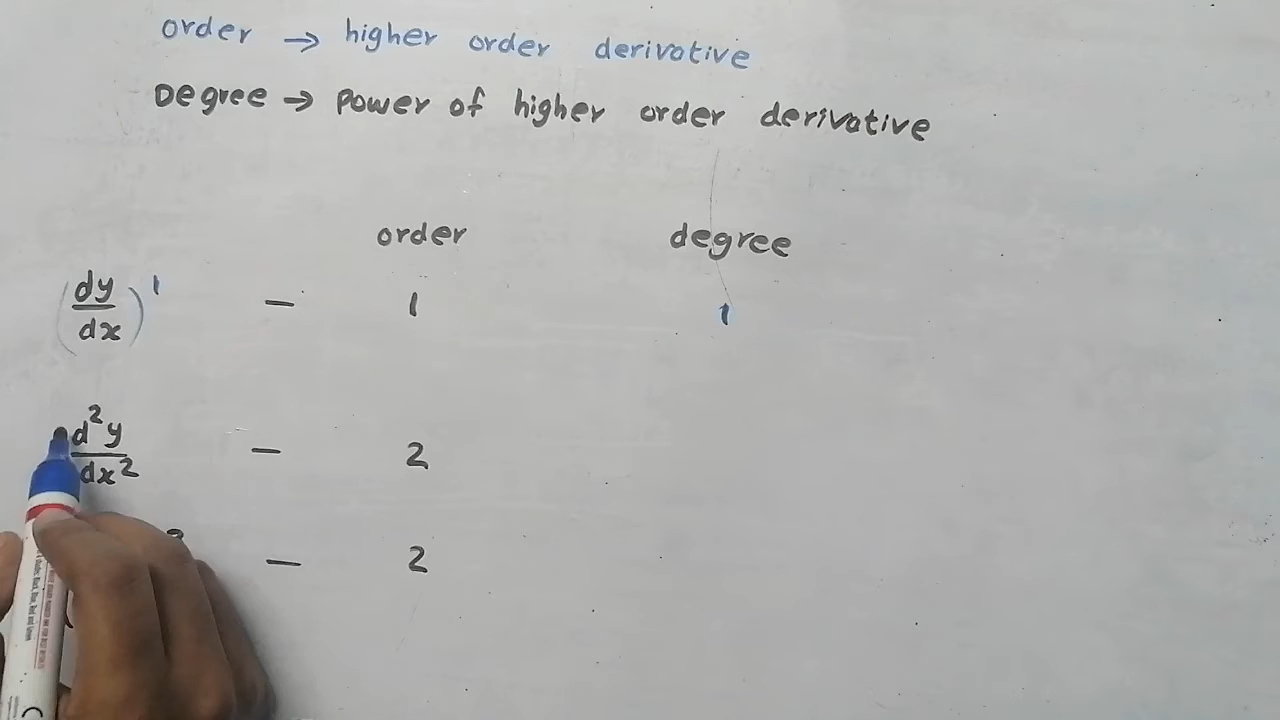 order → higher order derivative
Degree → Power of higher order derivative
order degree
(dy/dx)¹ – 1 1
d²y/dx² – 2
– 2